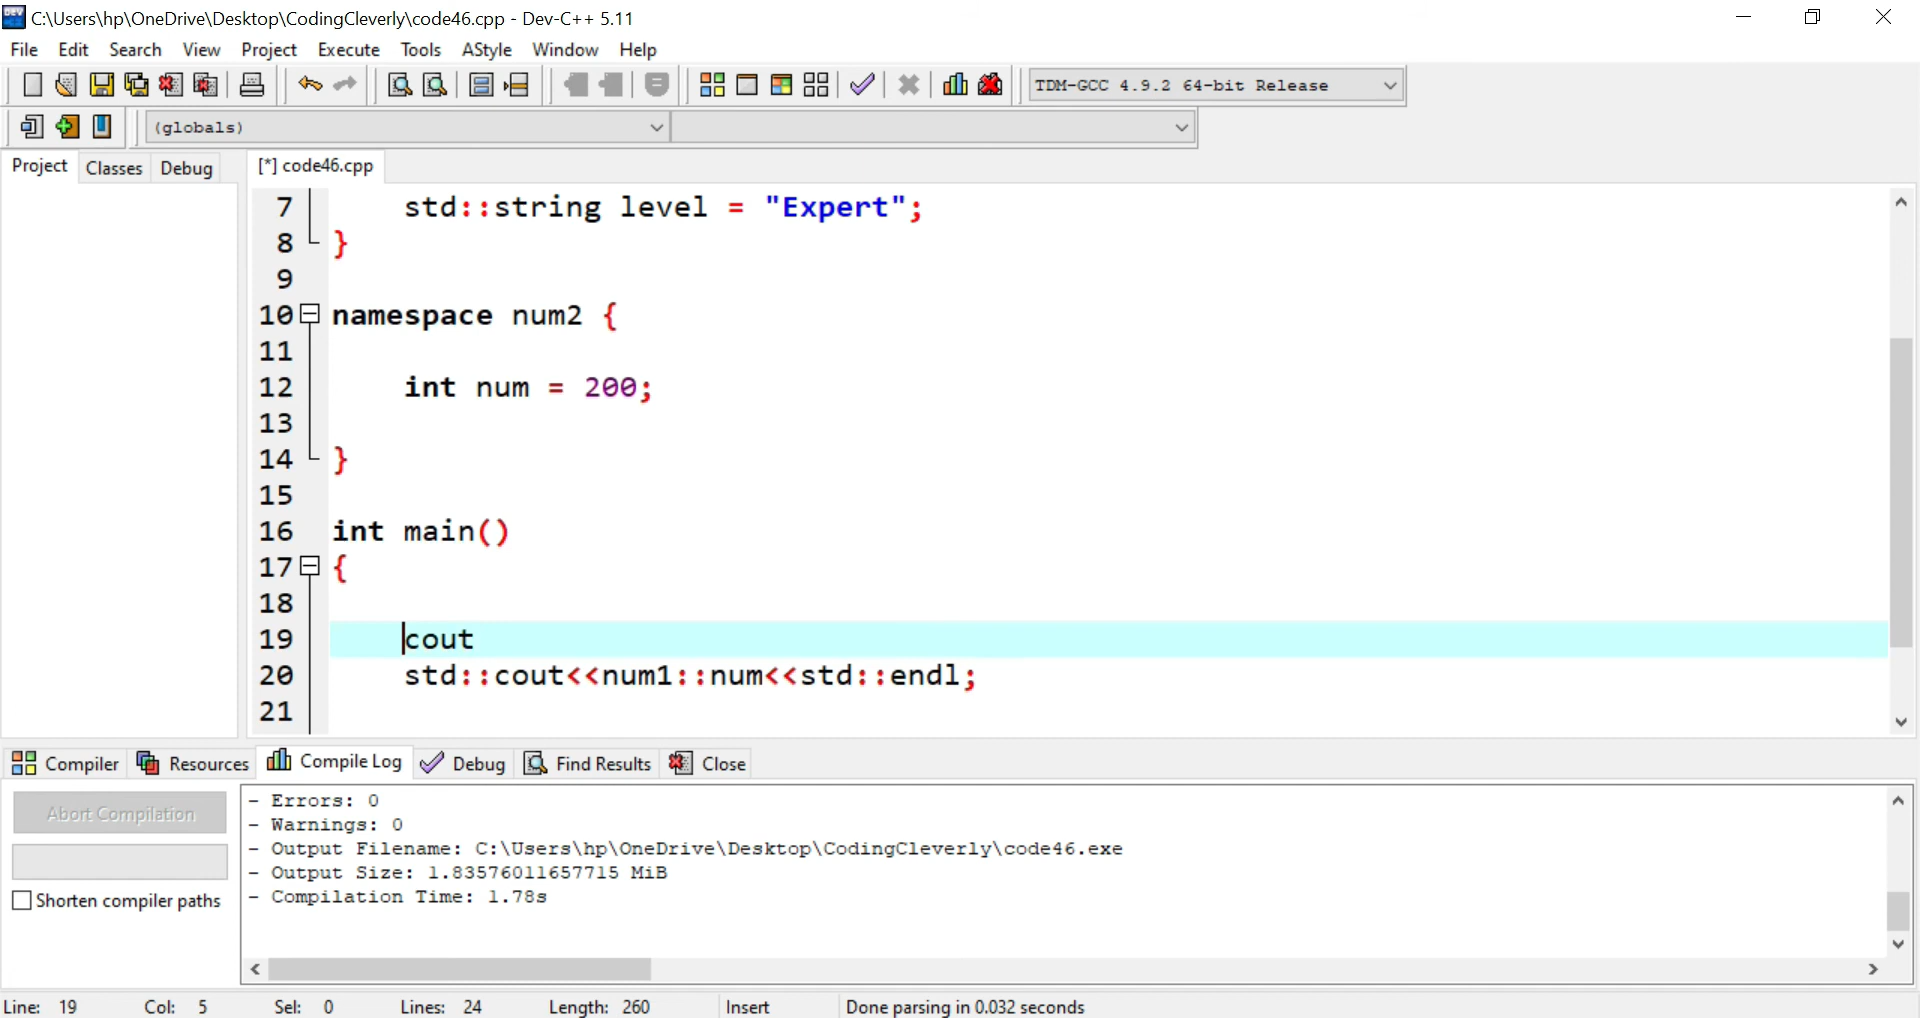 C:\Users\hp\OneDrive\Desktop\CodingCleverly\code46.cpp - Dev-C++ 5.11
File Edit Search View Project Execute Tools AStyle Window Help
TDM-GCC 4.9.2 64-bit Release
(globals)
Project Classes Debug [*] code46.cpp
7 std::string level = "Expert";
8 }
9
10 namespace num2 {
11
12 int num = 200;
13
14 }
15
16 int main()
17 {
18
19 cout
20 std::cout<<num1::num<<std::endl;
21
Compiler Resources Compile Log Debug Find Results Close
Abort Compilation
Shorten compiler paths
- Errors: 0
- Warnings: 0
- Output Filename: C:\Users\hp\OneDrive\Desktop\CodingCleverly\code46.exe
- Output Size: 1.83576011657715 MiB
- Compilation Time: 1.78s
Line: 19 Col: 5 Sel: 0 Lines: 24 Length: 260 Insert Done parsing in 0.032 seconds